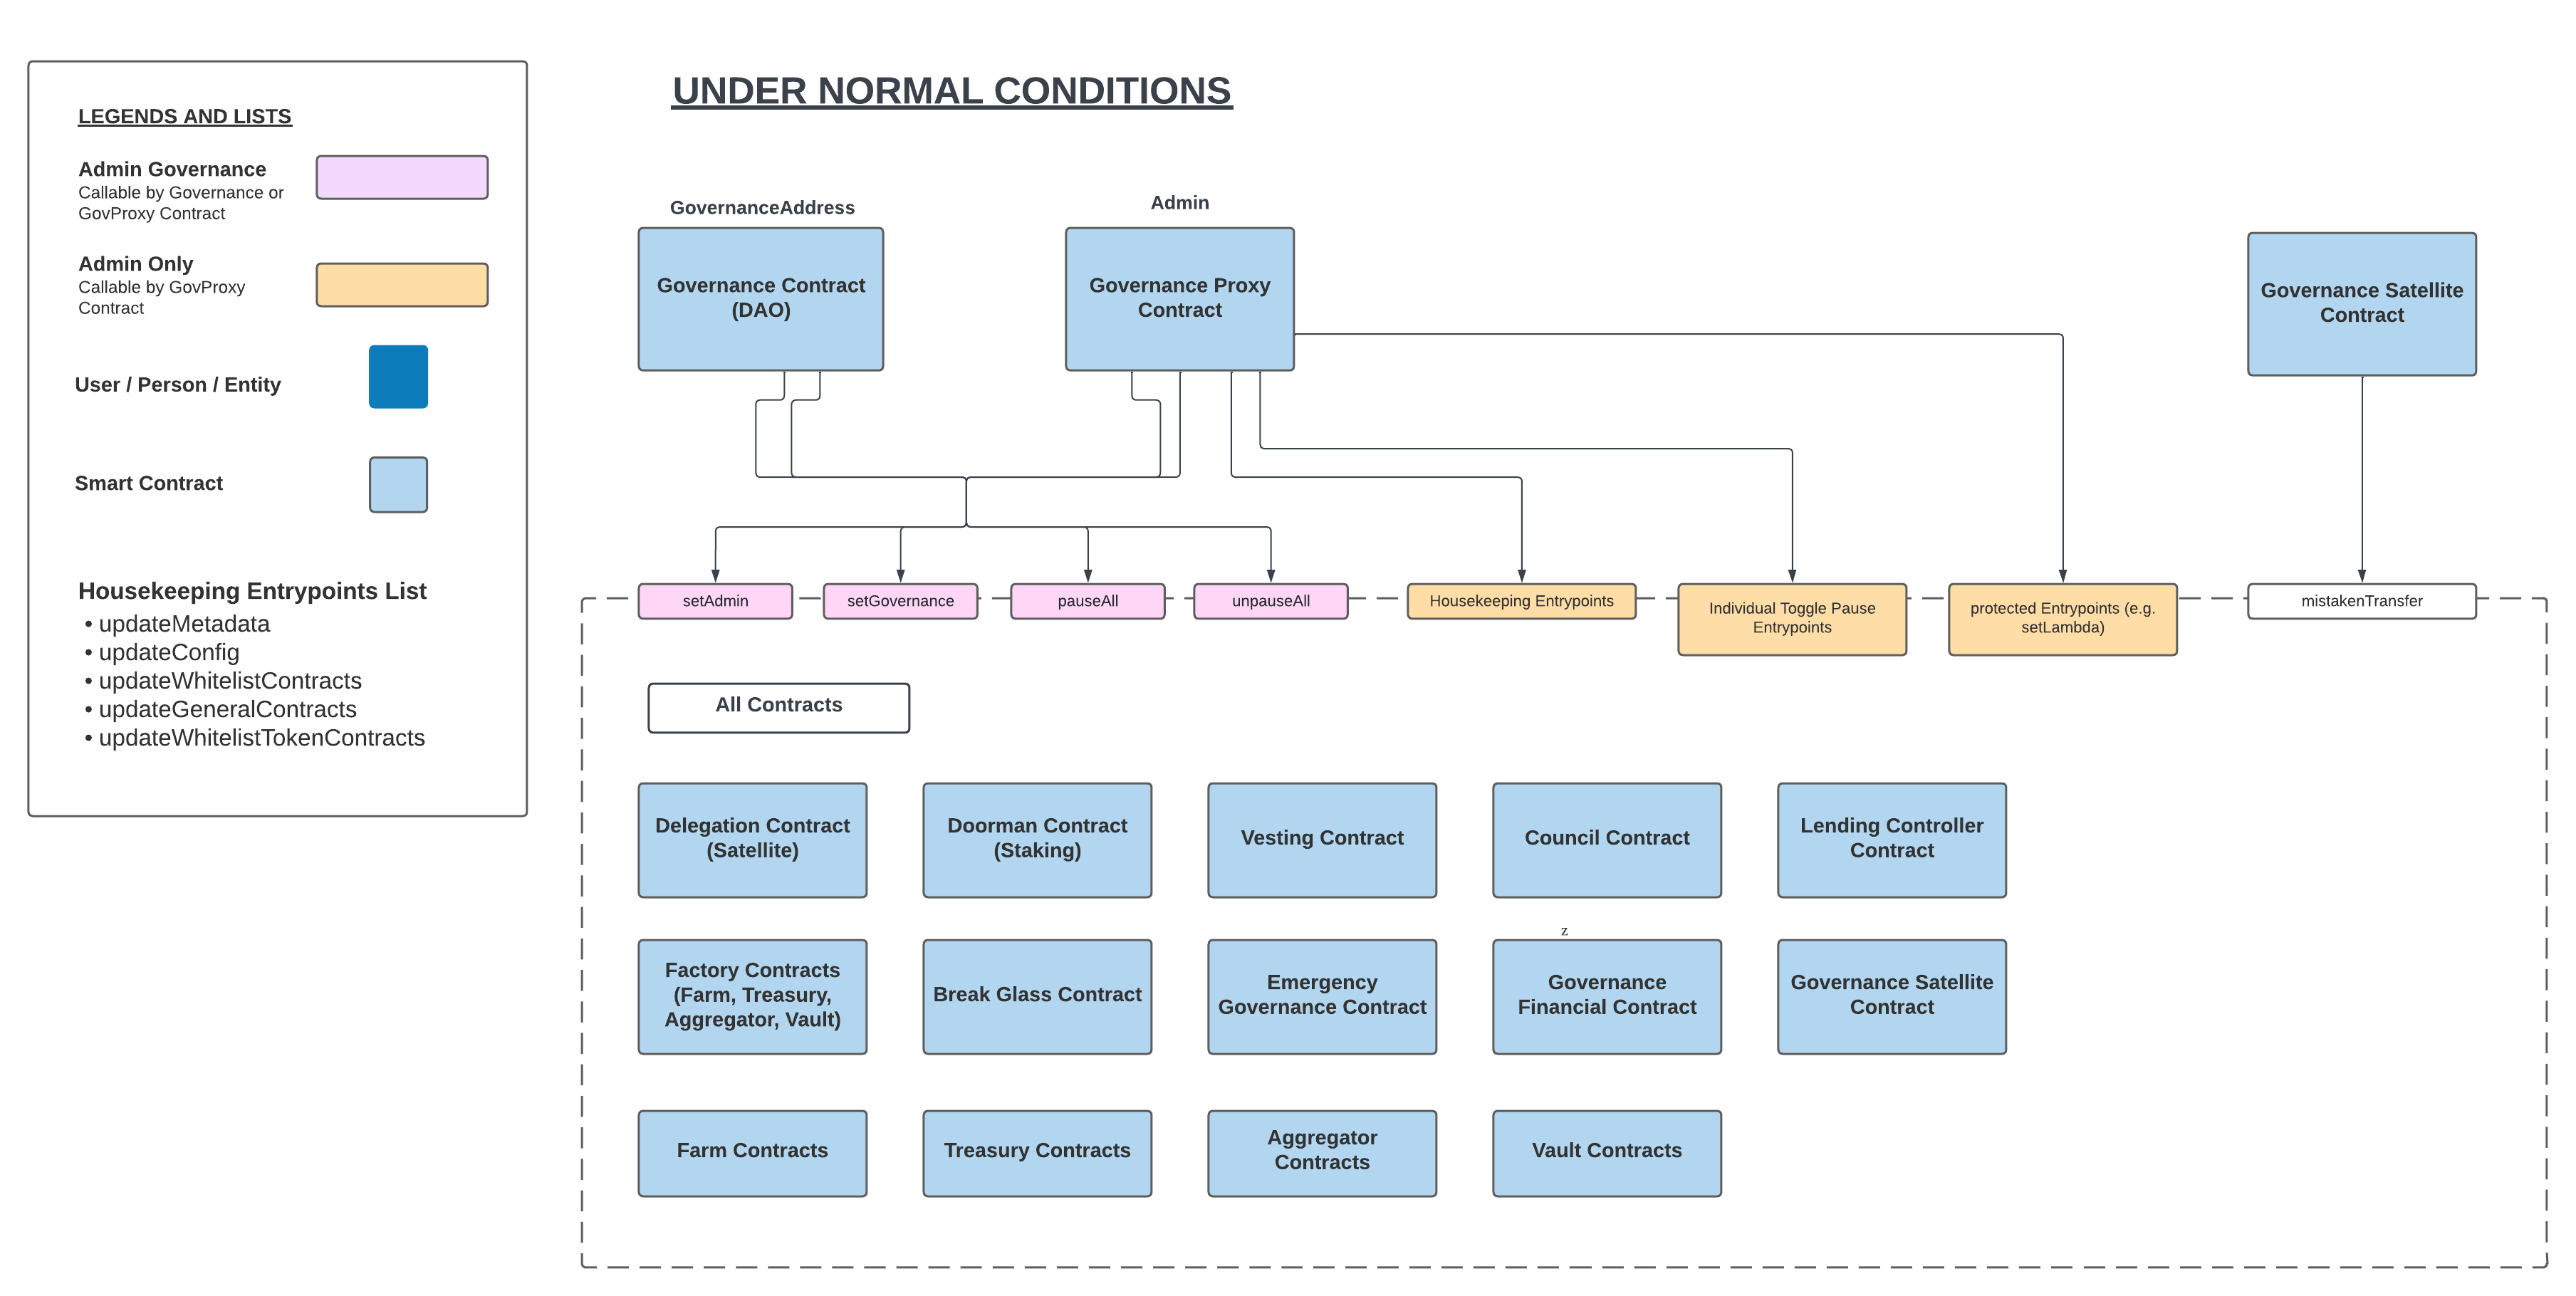 UNDER NORMAL CONDITIONS
LEGENDS AND LISTS
Admin Governance
Callable by Governance or
GovProxy Contract
Admin Only
Callable by GovProxy
Contract
User / Person / Entity
Smart Contract
Housekeeping Entrypoints List
• updateMetadata
• updateConfig
• updateWhitelistContracts
• updateGeneralContracts
• updateWhitelistTokenContracts
GovernanceAddress
Admin
Governance Contract
(DAO)
Governance Proxy
Contract
Governance Satellite
Contract
setAdmin
setGovernance
pauseAll
unpauseAll
Housekeeping Entrypoints
Individual Toggle Pause
Entrypoints
protected Entrypoints (e.g.
setLambda)
mistakenTransfer
All Contracts
Delegation Contract
(Satellite)
Doorman Contract
(Staking)
Vesting Contract
Council Contract
Lending Controller
Contract
z
Factory Contracts
(Farm, Treasury,
Aggregator, Vault)
Break Glass Contract
Emergency
Governance Contract
Governance
Financial Contract
Governance Satellite
Contract
Farm Contracts
Treasury Contracts
Aggregator
Contracts
Vault Contracts